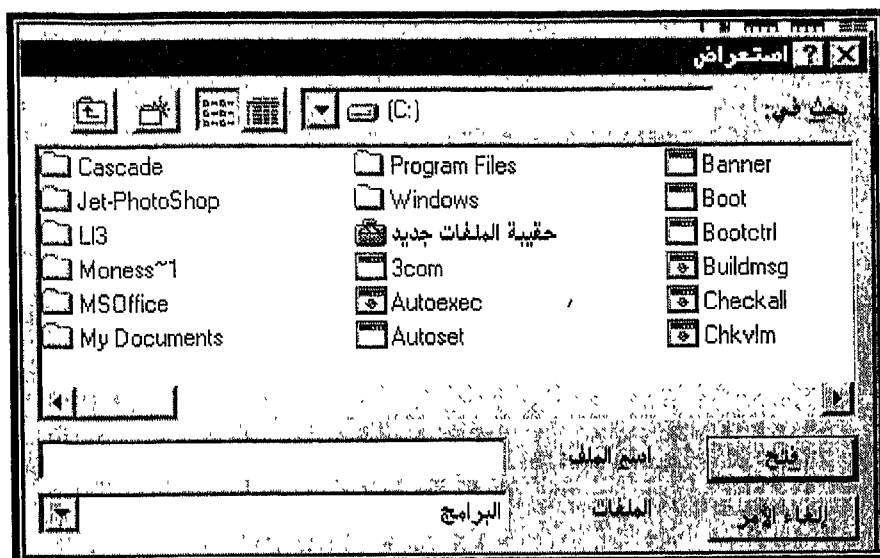 استعراض
بحث في:
(C:)
Cascade
Jet-PhotoShop
LI3
Moness~1
MSOffice
My Documents
Program Files
Windows
حقيبة الملفات جديد
3com
Autoexec
Autoset
Banner
Boot
Bootctrl
Buildmsg
Checkall
Chkvlm
اسم الملف:
فتح
الملفات
البرامج
إلغاء الأمر